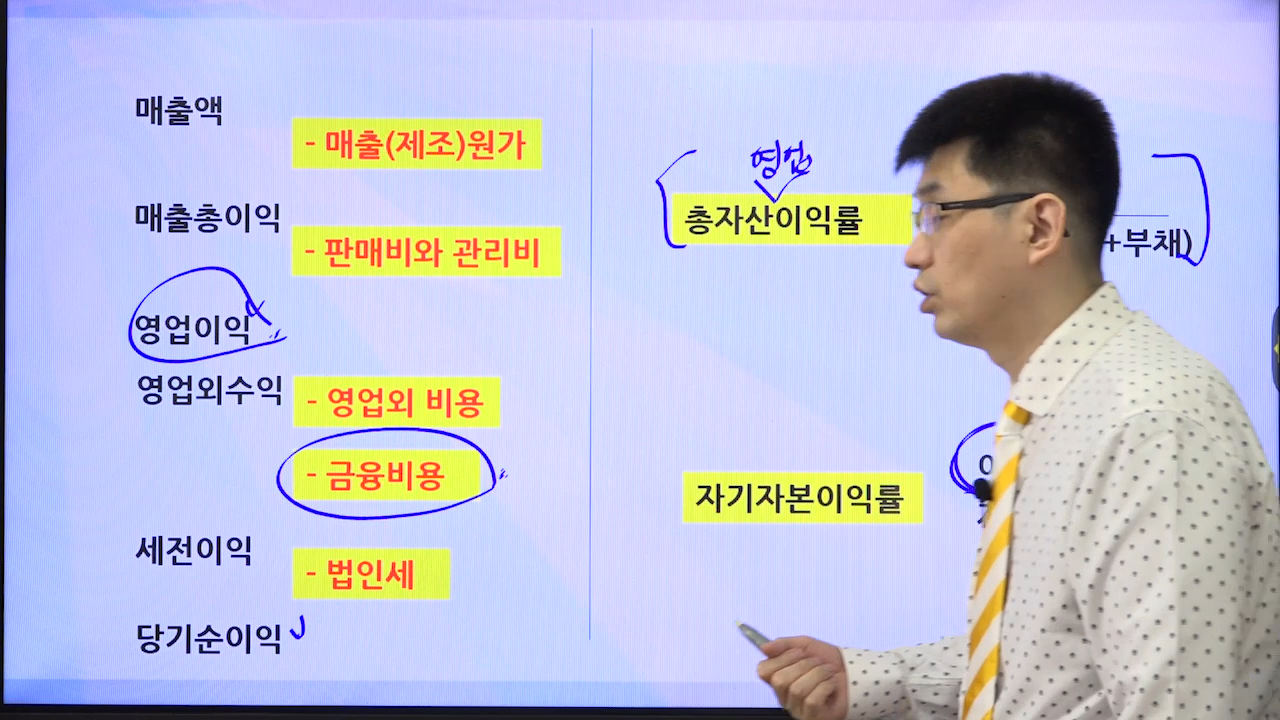 매출액
- 매출(제조)원가
매출총이익
- 판매비와 관리비
영업이익
영업외수익
- 영업외 비용
- 금융비용
세전이익
- 법인세
당기순이익
영업
총자산이익률
+부채)
자기자본이익률